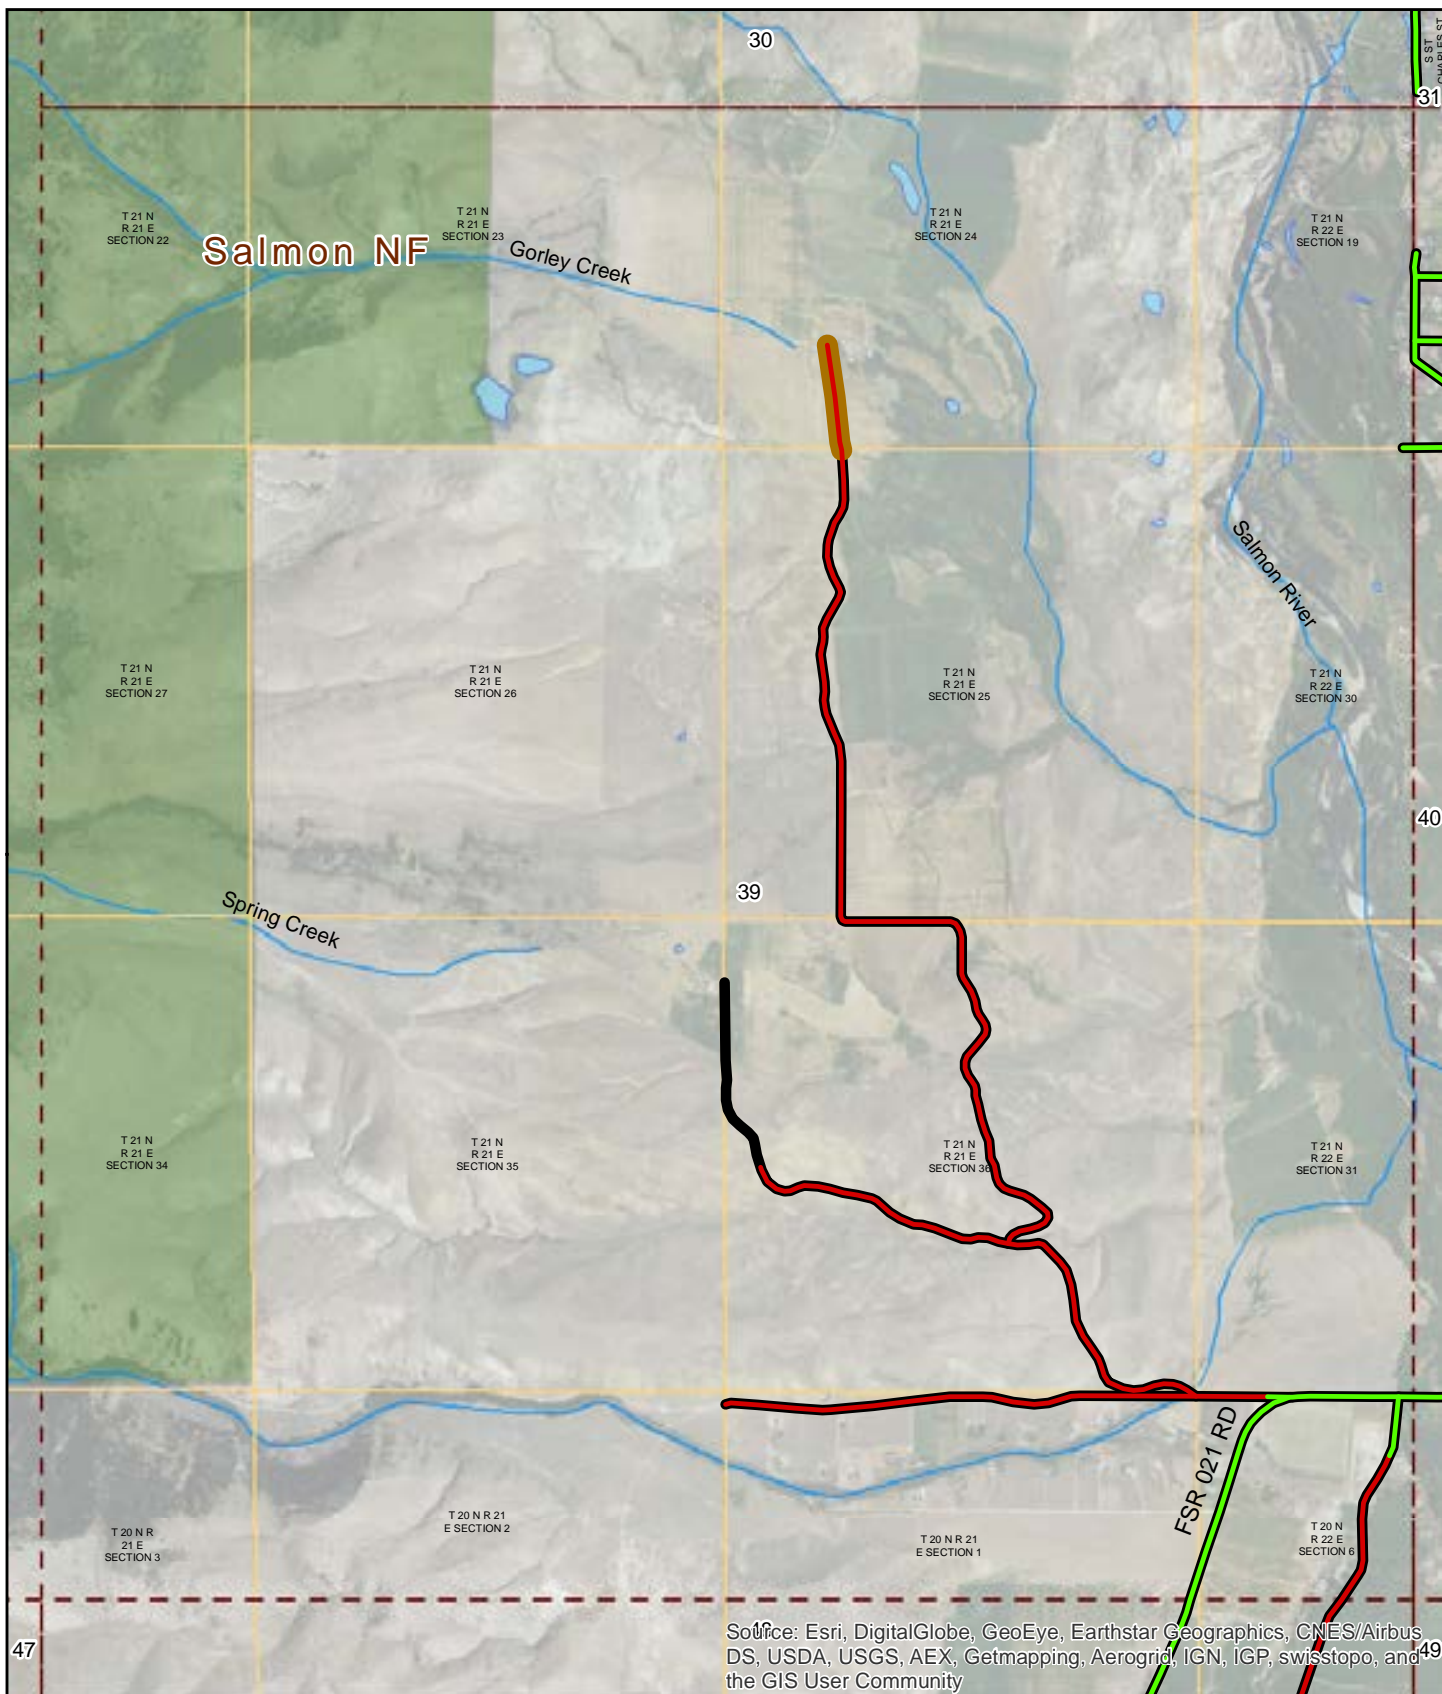 30
S ST
CHARLES ST
31
T 21 N
R 21 E
SECTION 22
T 21 N
R 21 E
SECTION 23
T 21 N
R 21 E
SECTION 24
T 21 N
R 22 E
SECTION 19
Salmon NF
Gorley Creek
Salmon River
T 21 N
R 21 E
SECTION 27
T 21 N
R 21 E
SECTION 26
T 21 N
R 21 E
SECTION 25
T 21 N
R 22 E
SECTION 30
40
39
Spring Creek
T 21 N
R 21 E
SECTION 34
T 21 N
R 21 E
SECTION 35
T 21 N
R 21 E
SECTION 36
T 21 N
R 22 E
SECTION 31
FSR 021 RD
T 20 N R
21 E
SECTION 3
T 20 N R 21
E SECTION 2
T 20 N R 21
E SECTION 1
T 20 N
R 22 E
SECTION 6
47
48
49
Source: Esri, DigitalGlobe, GeoEye, Earthstar Geographics, CNES/Airbus
DS, USDA, USGS, AEX, Getmapping, Aerogrid, IGN, IGP, swisstopo, and
the GIS User Community